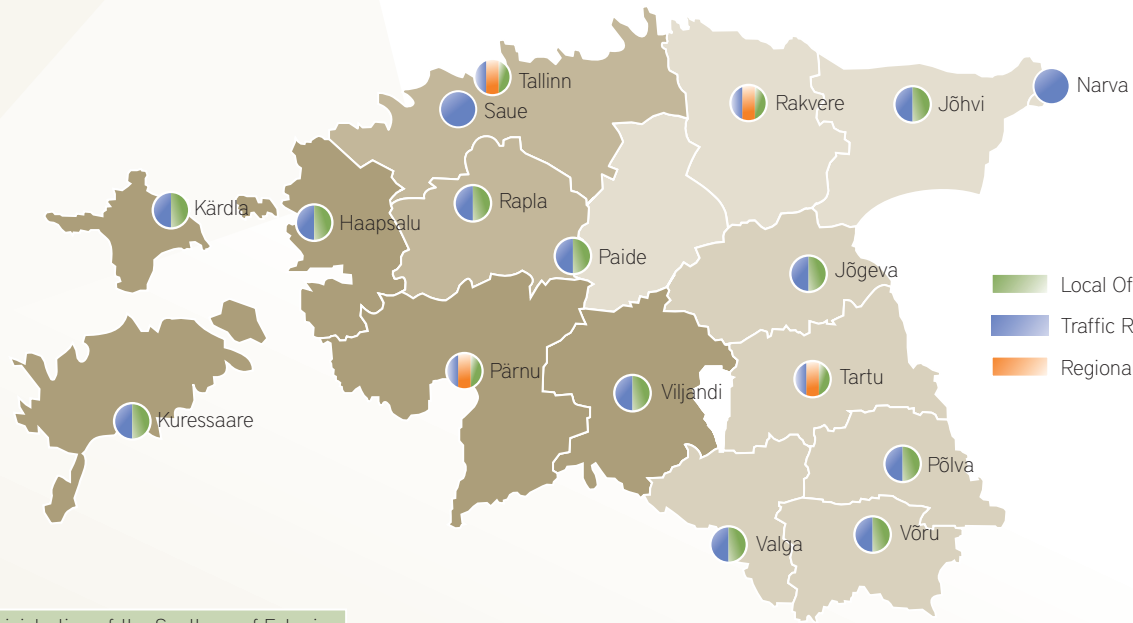 Tallinn
Saue
Rakvere
Jõhvi
Narva
Kärdla
Haapsalu
Rapla
Paide
Jõgeva
Local Of
Traffic R
Regiona
Pärnu
Viljandi
Tartu
Kuressaare
Põlva
Valga
Võru